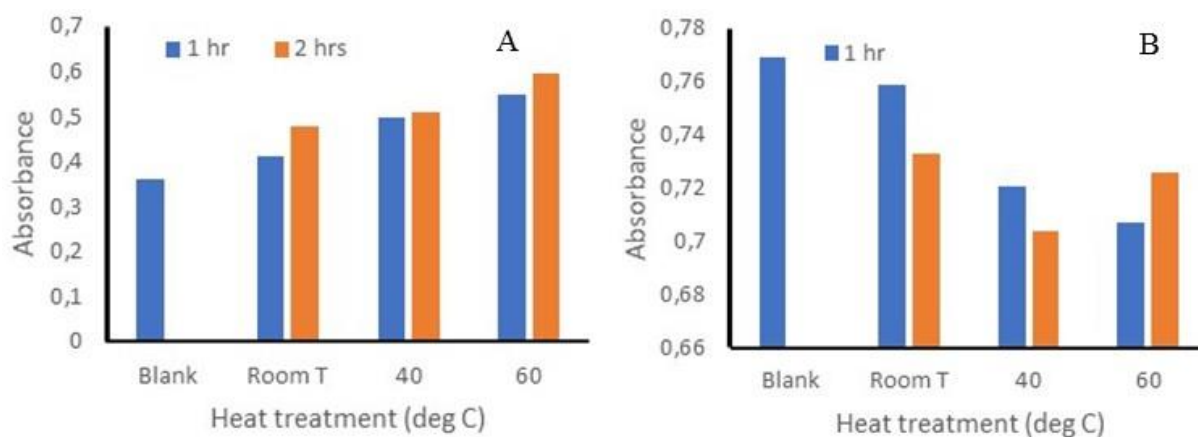 A
1 hr 2 hrs
0,7
0,6
0,5
0,4
0,3
0,2
0,1
0
Absorbance
Blank Room T 40 60
Heat treatment (deg C)
B
1 hr
0,78
0,76
0,74
0,72
0,7
0,68
0,66
Absorbance
Blank Room T 40 60
Heat treatment (deg C)